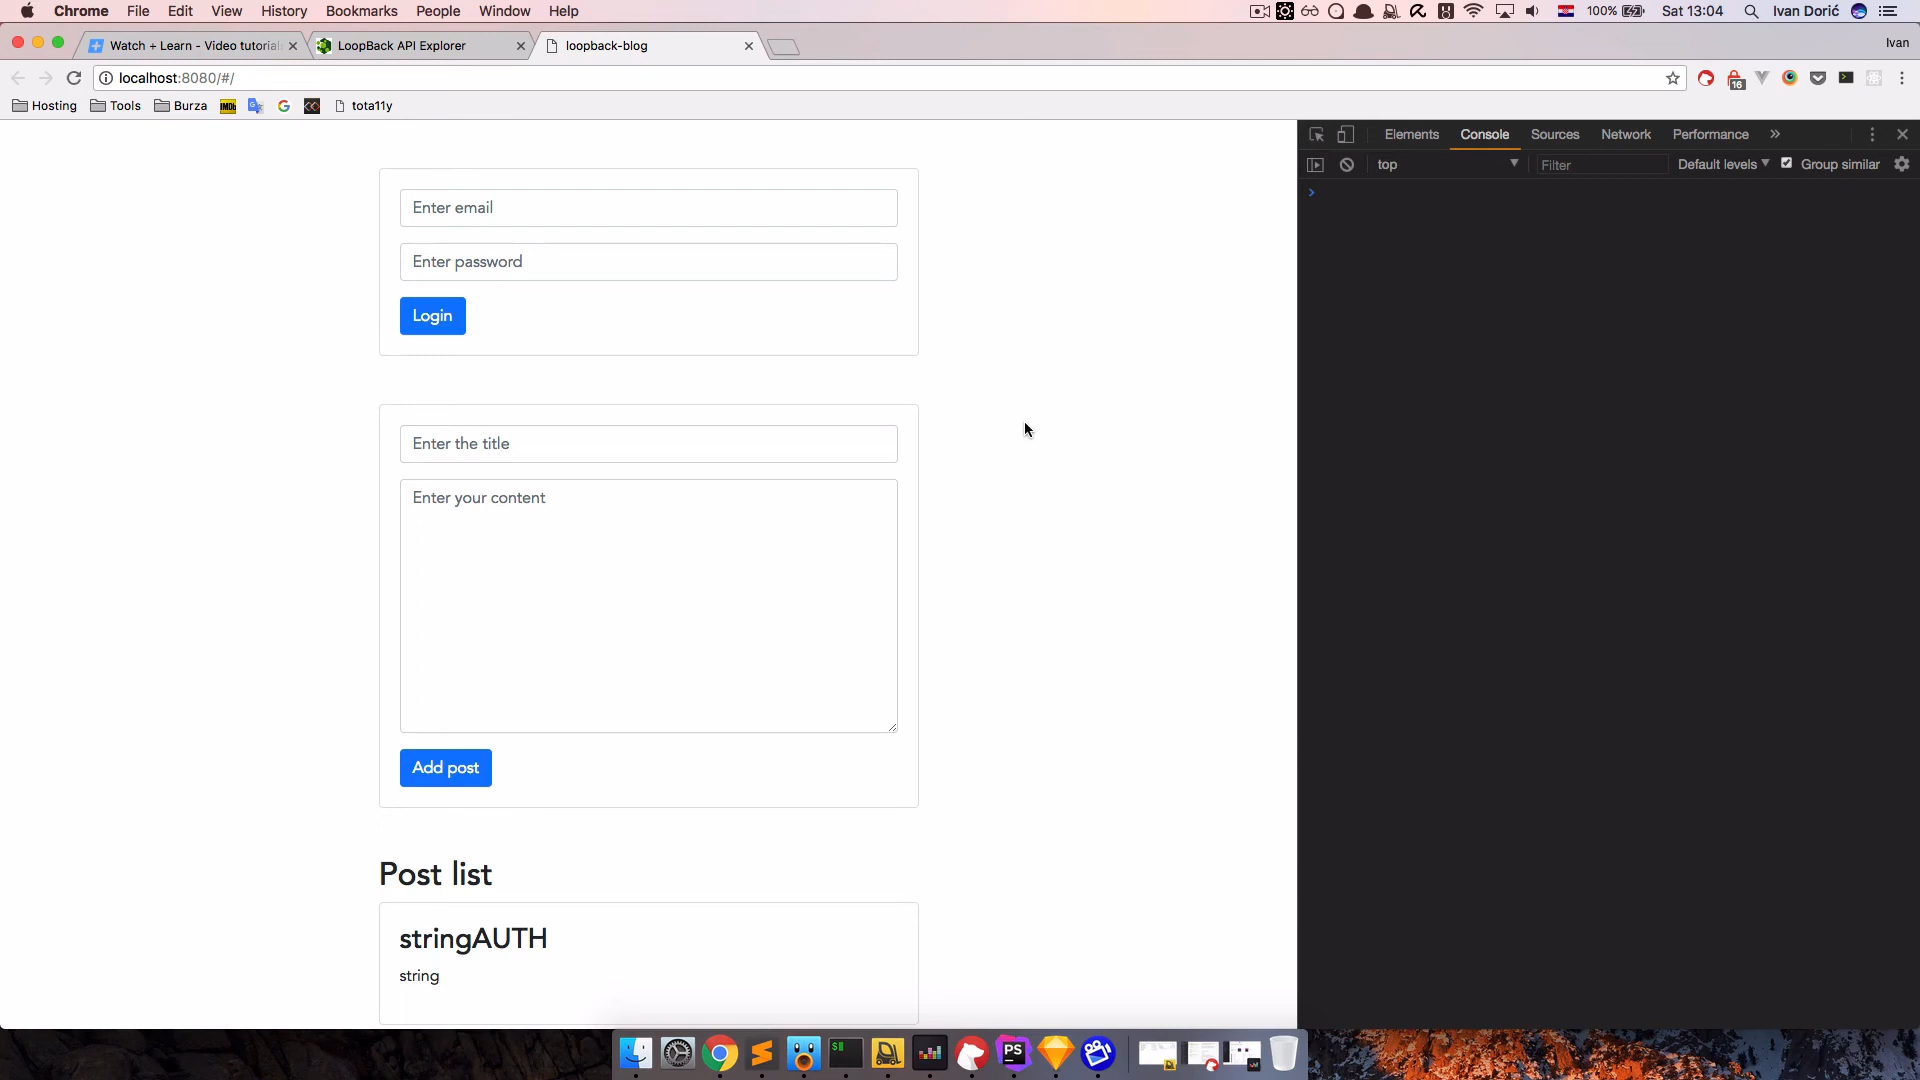 Chrome File Edit View History Bookmarks People Window Help 100% Sat 13:04 Ivan Dorić
Watch + Learn - Video tutorial LoopBack API Explorer loopback-blog Ivan
localhost:8080/#/ 16
Hosting Tools Burza IMDb G tota11y
Elements Console Sources Network Performance
top Filter Default levels Group similar
Enter email
Enter password
Login
Enter the title
Enter your content
Add post
Post list
stringAUTH
string
$ PS